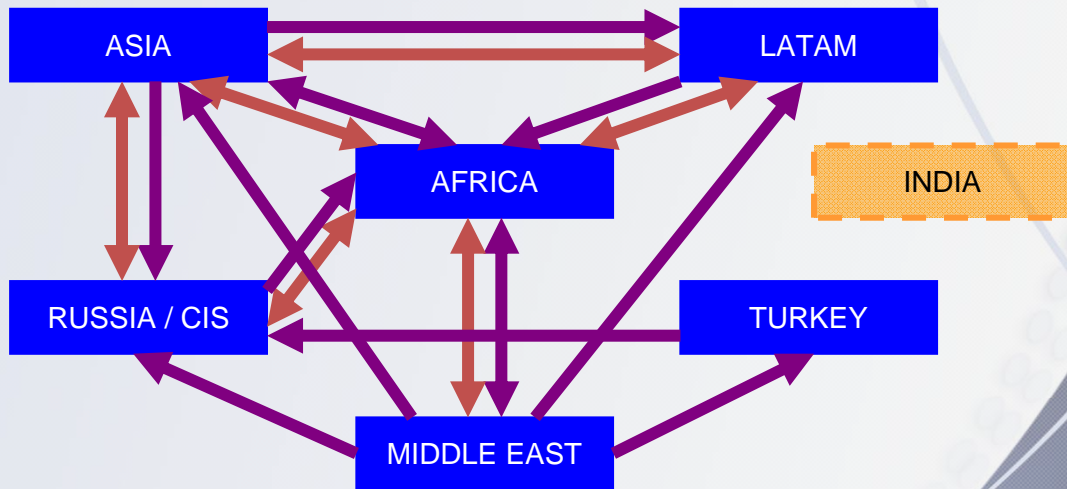 ASIA
LATAM
AFRICA
INDIA
RUSSIA / CIS
TURKEY
MIDDLE EAST